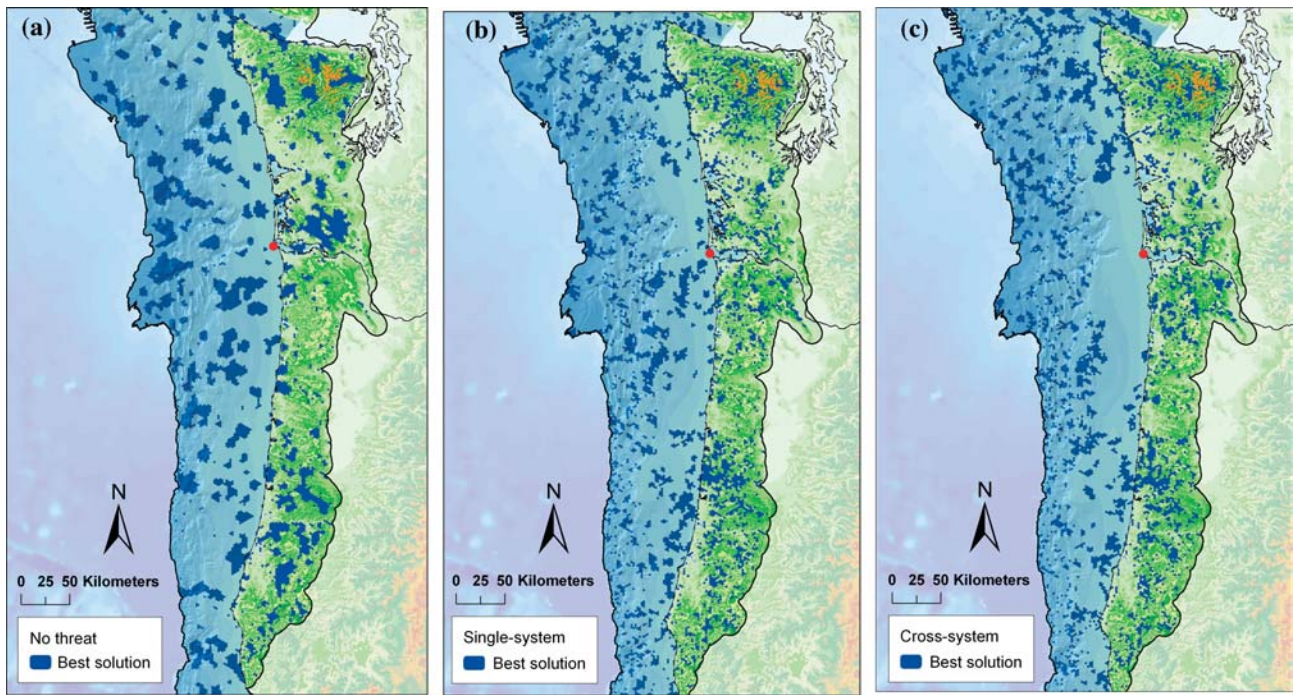 (a)
N
0 25 50 Kilometers
No threat
Best solution
(b)
N
0 25 50 Kilometers
Single-system
Best solution
(c)
N
0 25 50 Kilometers
Cross-system
Best solution